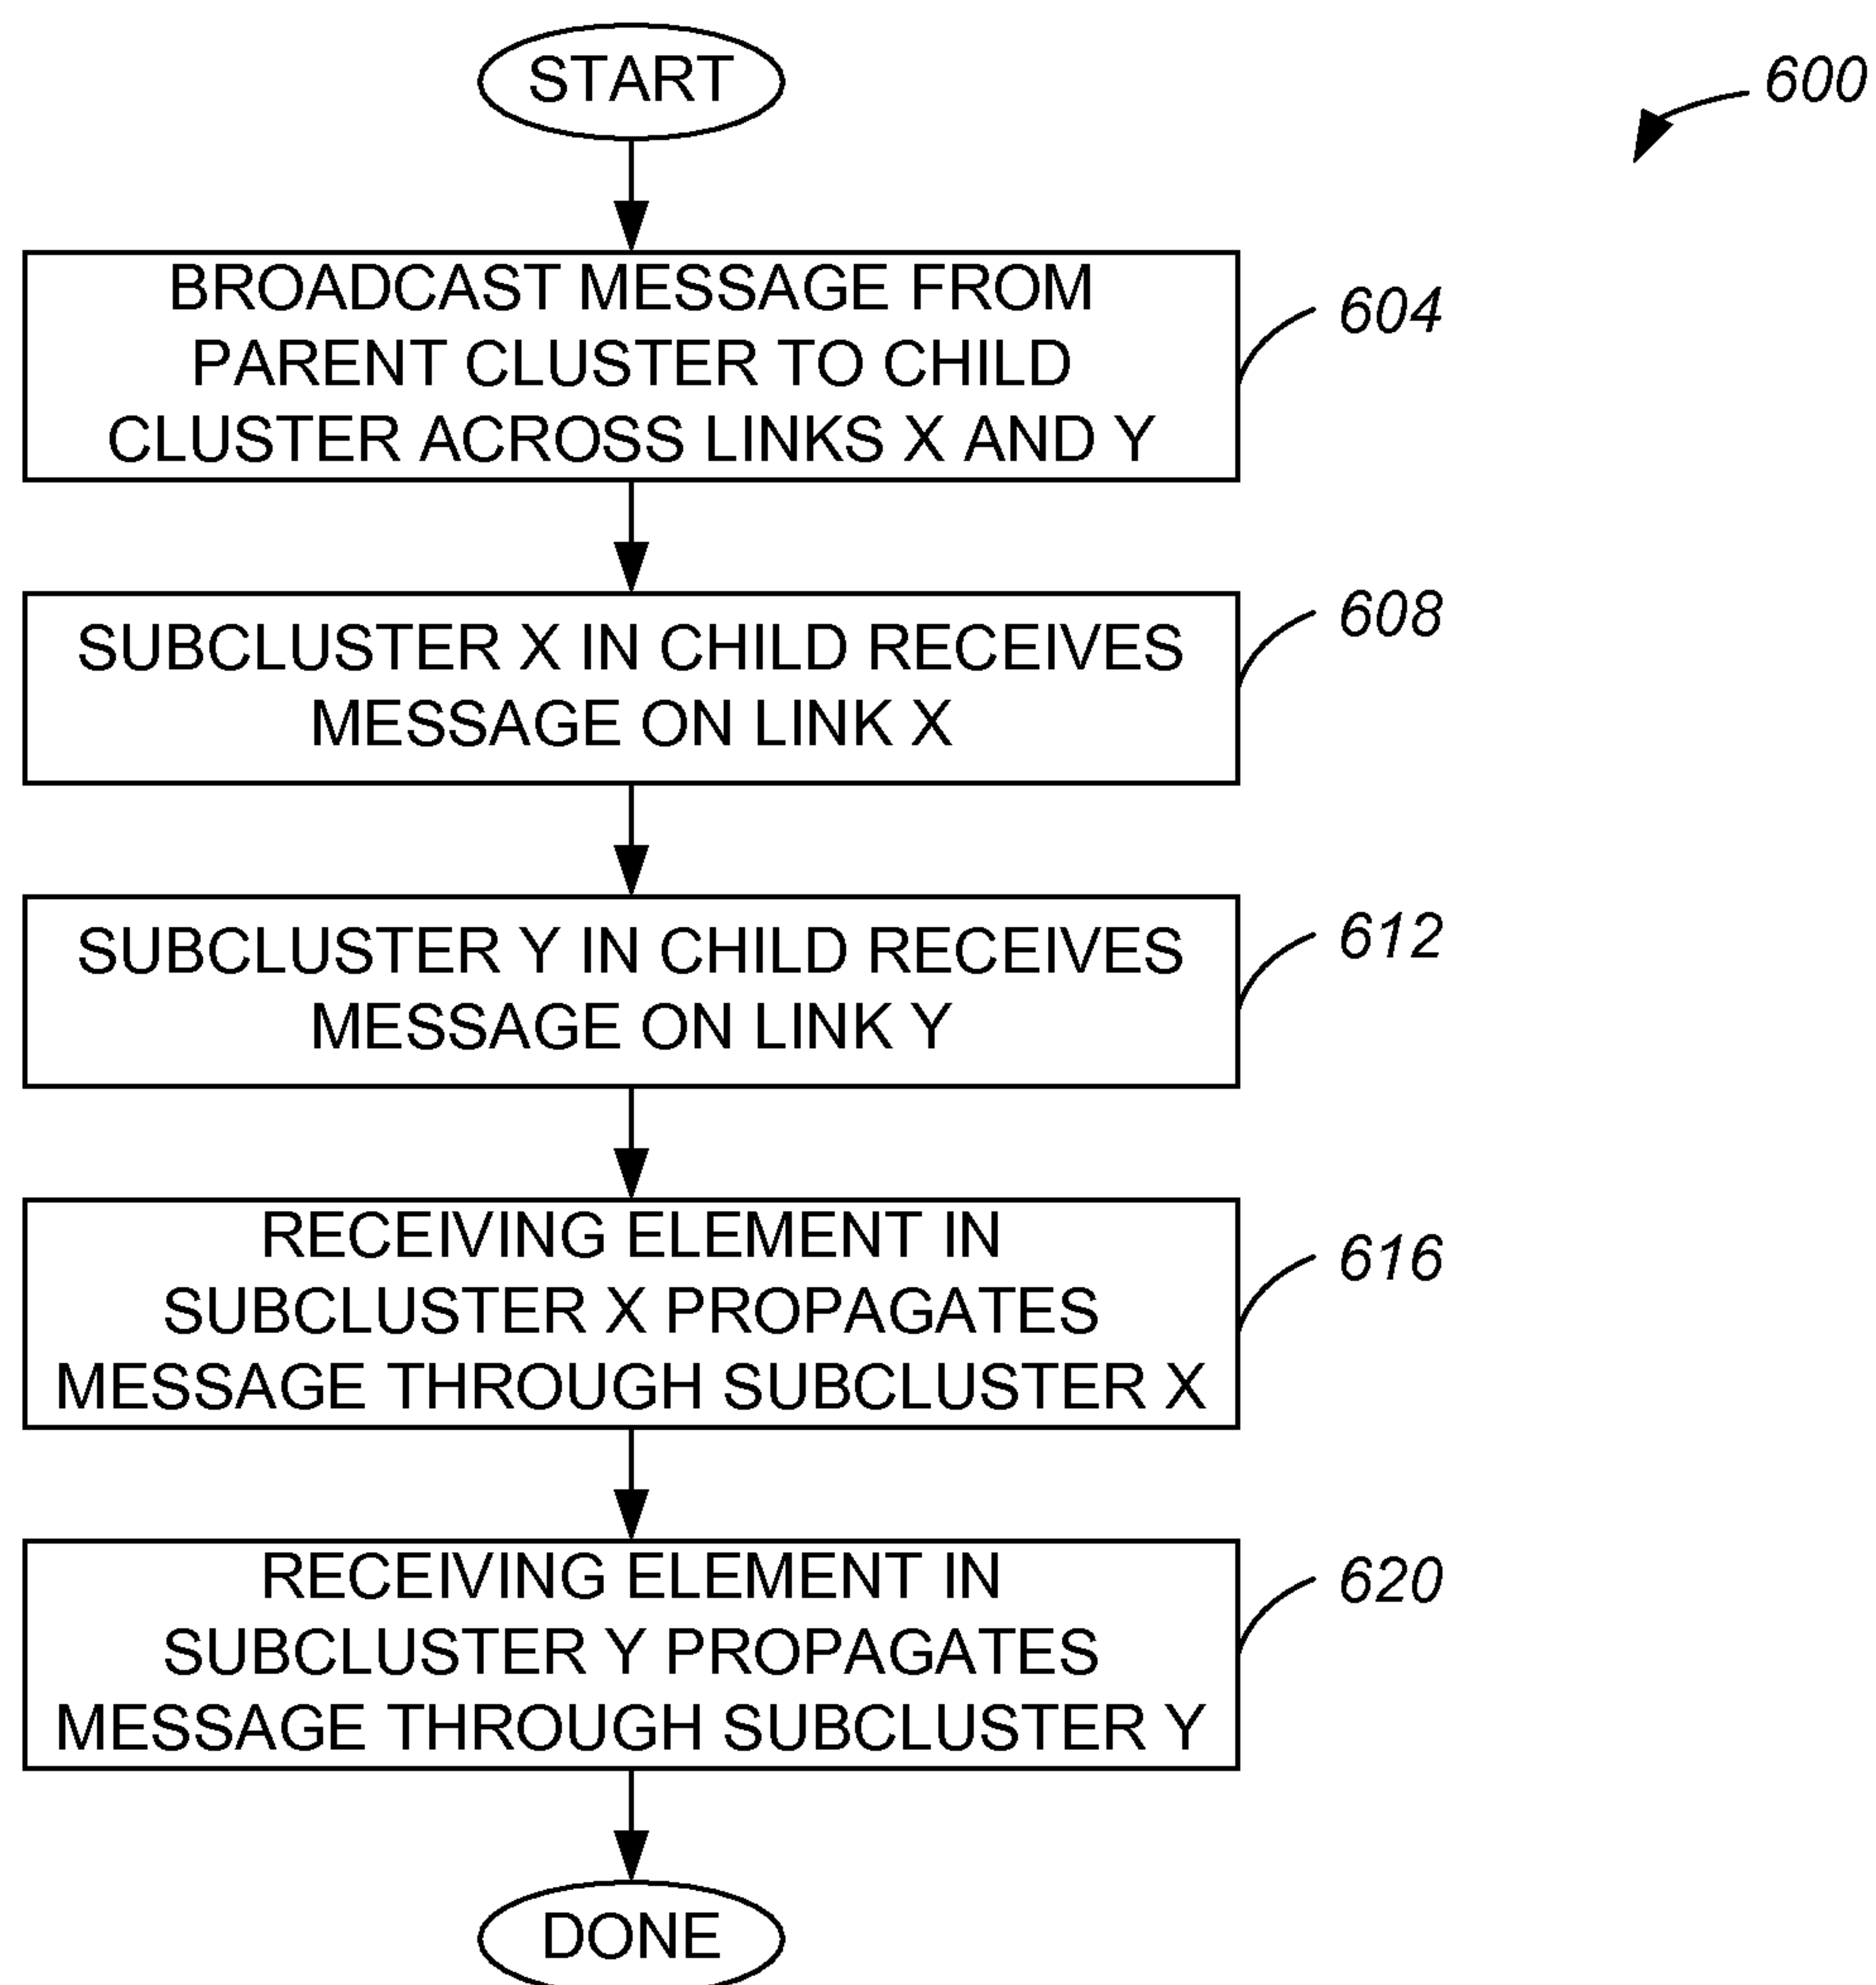 START
600
BROADCAST MESSAGE FROM
PARENT CLUSTER TO CHILD
CLUSTER ACROSS LINKS X AND Y
604
SUBCLUSTER X IN CHILD RECEIVES
MESSAGE ON LINK X
608
SUBCLUSTER Y IN CHILD RECEIVES
MESSAGE ON LINK Y
612
RECEIVING ELEMENT IN
SUBCLUSTER X PROPAGATES
MESSAGE THROUGH SUBCLUSTER X
616
RECEIVING ELEMENT IN
SUBCLUSTER Y PROPAGATES
MESSAGE THROUGH SUBCLUSTER Y
620
DONE